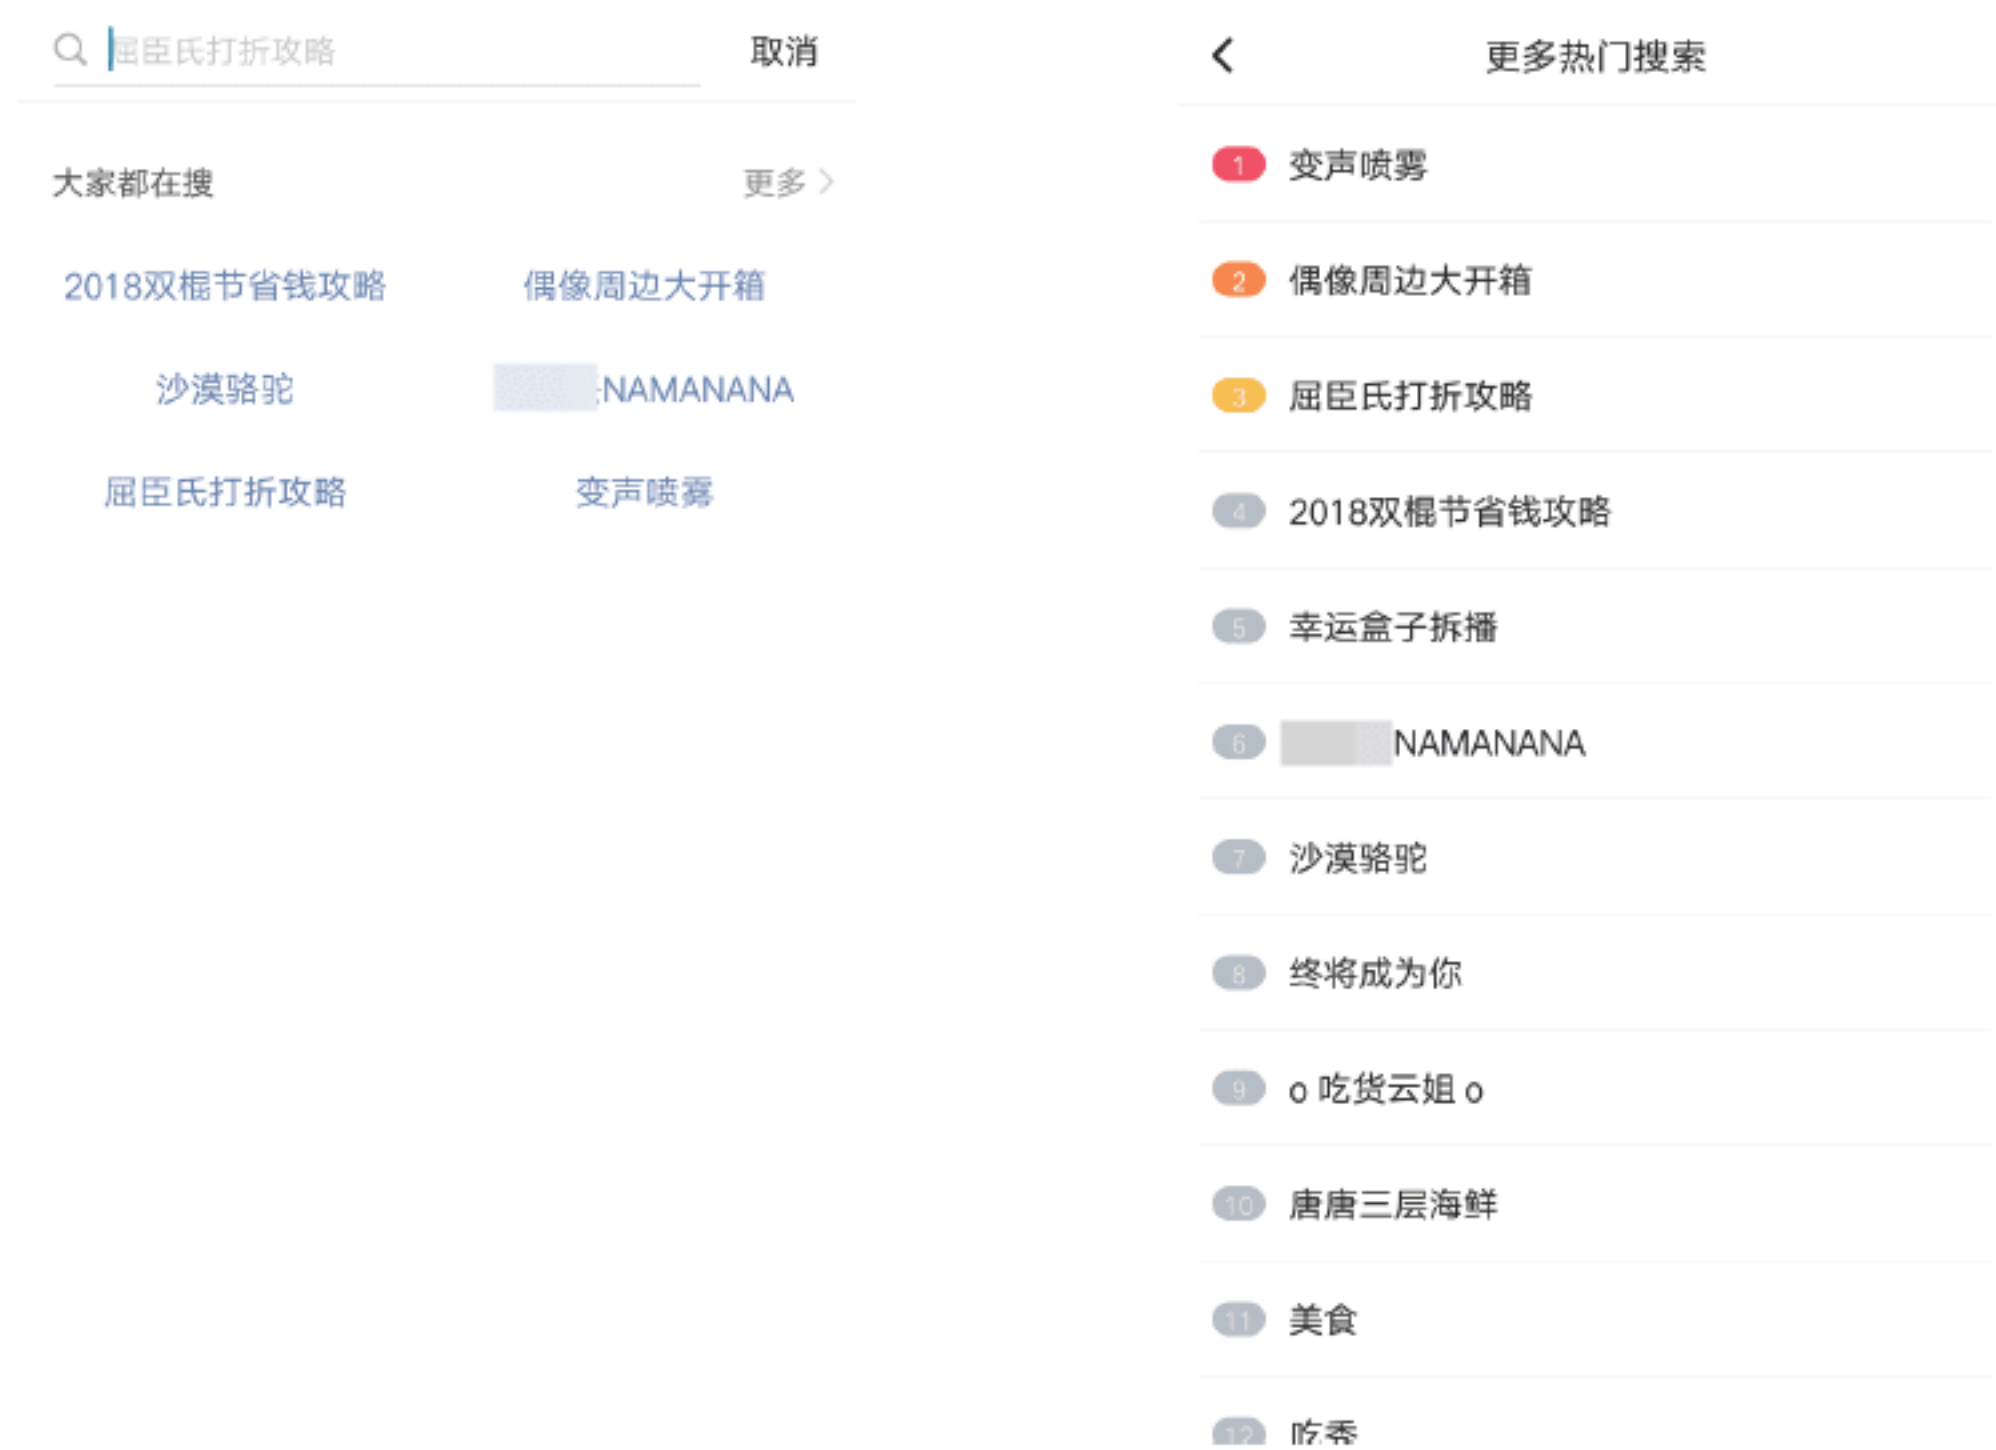 屈臣氏打折攻略 取消
大家都在搜 更多
2018双棍节省钱攻略 偶像周边大开箱
沙漠骆驼 NAMANANA
屈臣氏打折攻略 变声喷雾
更多热门搜索
1 变声喷雾
2 偶像周边大开箱
3 屈臣氏打折攻略
4 2018双棍节省钱攻略
5 幸运盒子拆播
6 NAMANANA
7 沙漠骆驼
8 终将成为你
9 o 吃货云姐 o
10 唐唐三层海鲜
11 美食
12 吃秀